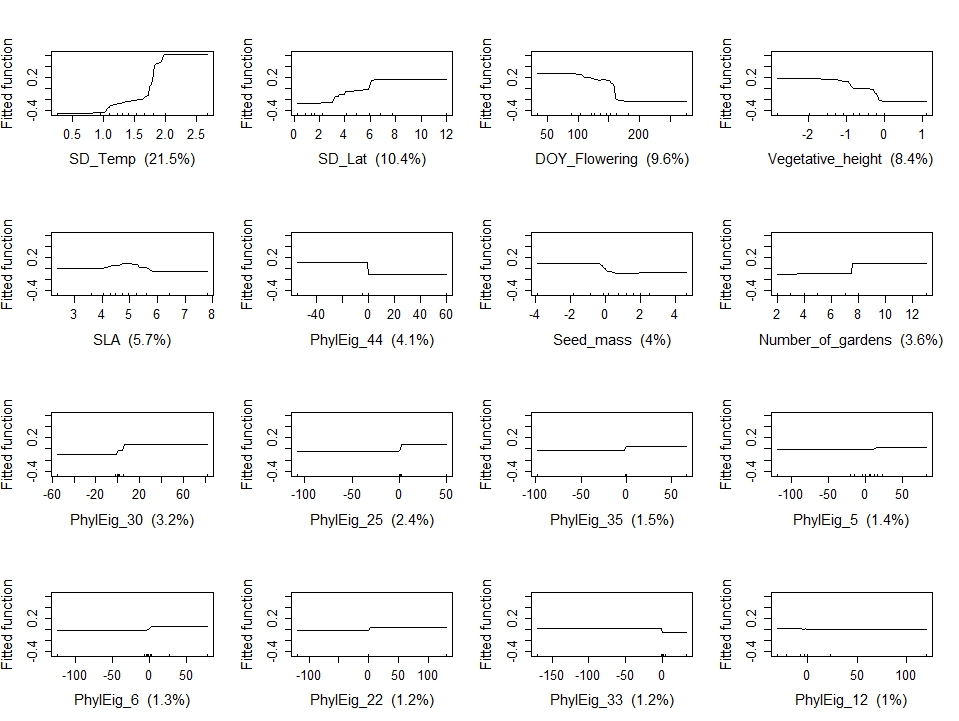 Fitted function
0.2
-0.4
0.5 1.0 1.5 2.0 2.5
SD_Temp (21.5%)
Fitted function
0.2
-0.4
0 2 4 6 8 10 12
SD_Lat (10.4%)
Fitted function
0.2
-0.4
50 100 200
DOY_Flowering (9.6%)
Fitted function
0.2
-0.4
-2 -1 0 1
Vegetative_height (8.4%)
Fitted function
0.2
-0.4
3 4 5 6 7 8
SLA (5.7%)
Fitted function
0.2
-0.4
-40 0 20 40 60
PhylEig_44 (4.1%)
Fitted function
0.2
-0.4
-4 -2 0 2 4
Seed_mass (4%)
Fitted function
0.2
-0.4
2 4 6 8 10 12
Number_of_gardens (3.6%)
Fitted function
0.2
-0.4
-60 -20 20 60
PhylEig_30 (3.2%)
Fitted function
0.2
-0.4
-100 -50 0 50
PhylEig_25 (2.4%)
Fitted function
0.2
-0.4
-100 -50 0 50
PhylEig_35 (1.5%)
Fitted function
0.2
-0.4
-100 -50 0 50
PhylEig_5 (1.4%)
Fitted function
0.2
-0.4
-100 -50 0 50
PhylEig_6 (1.3%)
Fitted function
0.2
-0.4
-100 -50 0 50 100
PhylEig_22 (1.2%)
Fitted function
0.2
-0.4
-150 -100 -50 0
PhylEig_33 (1.2%)
Fitted function
0.2
-0.4
0 50 100
PhylEig_12 (1%)